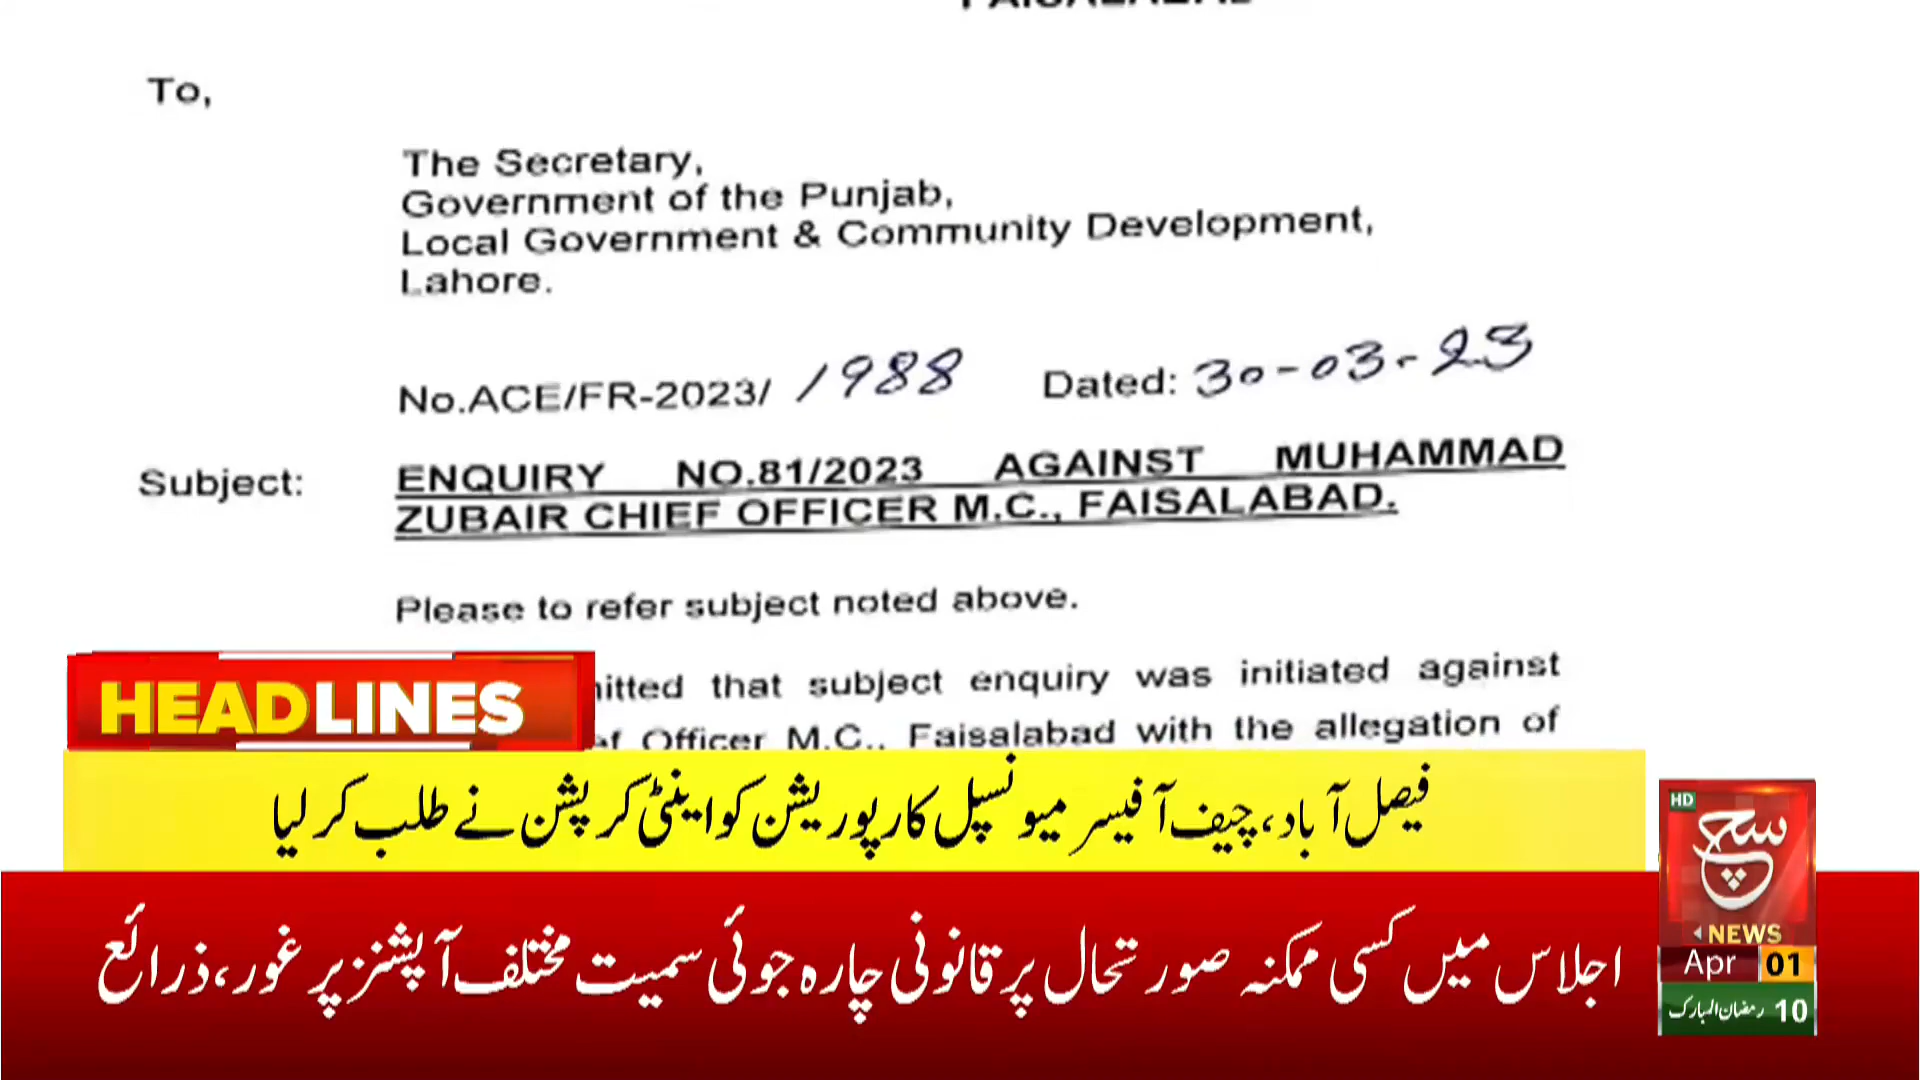 FAISALABAD
To,
The Secretary,
Government of the Punjab,
Local Government & Community Development,
Lahore.
No.ACE/FR-2023/ 1988 Dated: 30-03-23
Subject: ENQUIRY NO.81/2023 AGAINST MUHAMMAD
ZUBAIR CHIEF OFFICER M.C., FAISALABAD.
Please to refer subject noted above.
that subject enquiry was initiated against
Officer M.C., Faisalabad with the allegation of
HEADLINES
فیصل آباد، چیف آفیسر میونسپل کارپوریشن کو اینٹی کرپشن نے طلب کر لیا
اجلاس میں کسی ممکنہ صورتحال پر قانونی چارہ جوئی سمیت مختلف آپشنز پر غور، ذرائع
HD
سچ
NEWS
Apr 01
10 رمضان المبارک